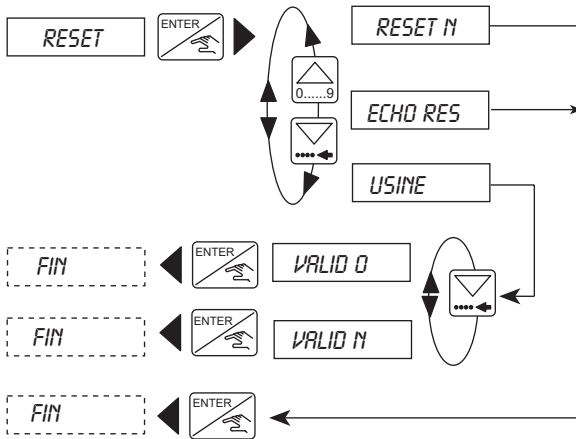 RESET
ENTER
RESET N
0......9
ECHO RES
USINE
FIN
ENTER
VALID O
FIN
ENTER
VALID N
FIN
ENTER